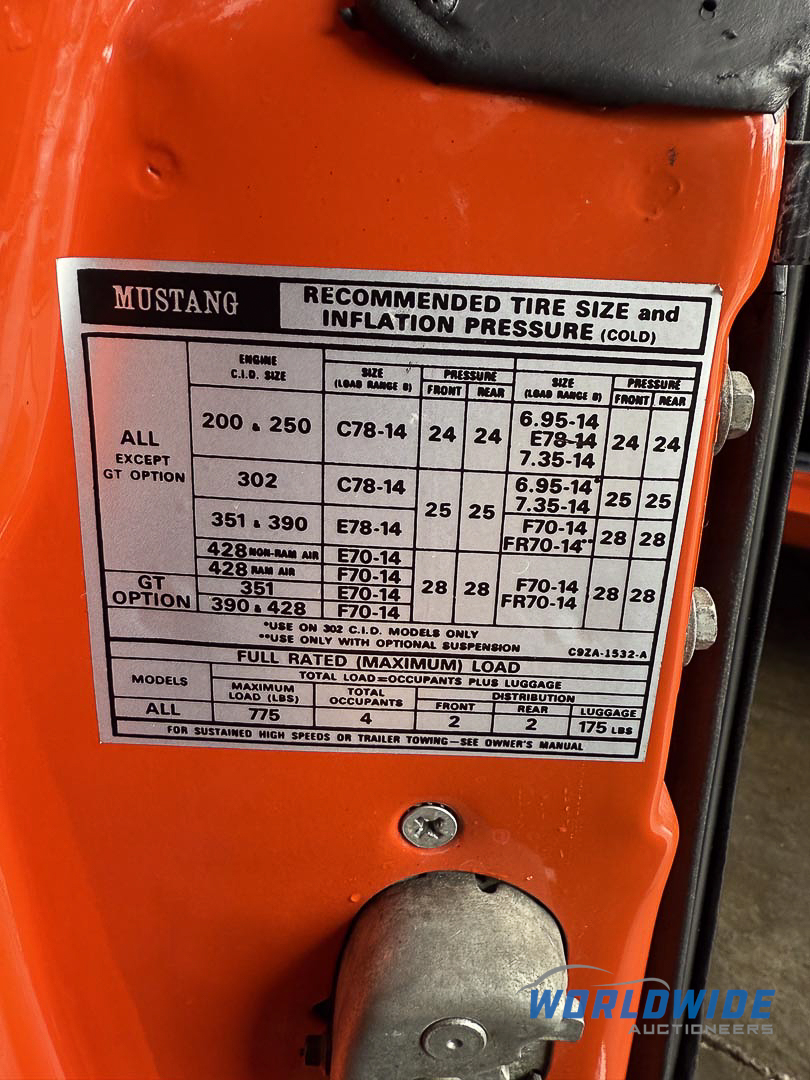 MUSTANG
RECOMMENDED TIRE SIZE and
INFLATION PRESSURE (COLD)
ENGINE
C.I.D. SIZE
SIZE
(LOAD RANGE B)
PRESSURE
FRONT REAR
SIZE
(LOAD RANGE B)
PRESSURE
FRONT REAR
ALL
EXCEPT
GT OPTION
200 & 250 C78-14 24 24
6.95-14
E78-14
7.35-14
24 24
302 C78-14
25 25
6.95-14*
7.35-14
25 25
351 & 390 E78-14
F70-14
FR70-14**
28 28
428 NON-RAM AIR E70-14
428 RAM AIR F70-14
GT
OPTION
351 E70-14
390 & 428 F70-14
28 28
F70-14
FR70-14
28 28
*USE ON 302 C.I.D. MODELS ONLY
**USE ONLY WITH OPTIONAL SUSPENSION C9ZA-1532-A
FULL RATED (MAXIMUM) LOAD
MODELS
TOTAL LOAD=OCCUPANTS PLUS LUGGAGE
MAXIMUM
LOAD (LBS)
TOTAL
OCCUPANTS
DISTRIBUTION
FRONT REAR LUGGAGE
ALL 775 4 2 2 175 LBS
FOR SUSTAINED HIGH SPEEDS OR TRAILER TOWING—SEE OWNER'S MANUAL
WORLDWIDE
AUCTIONEERS